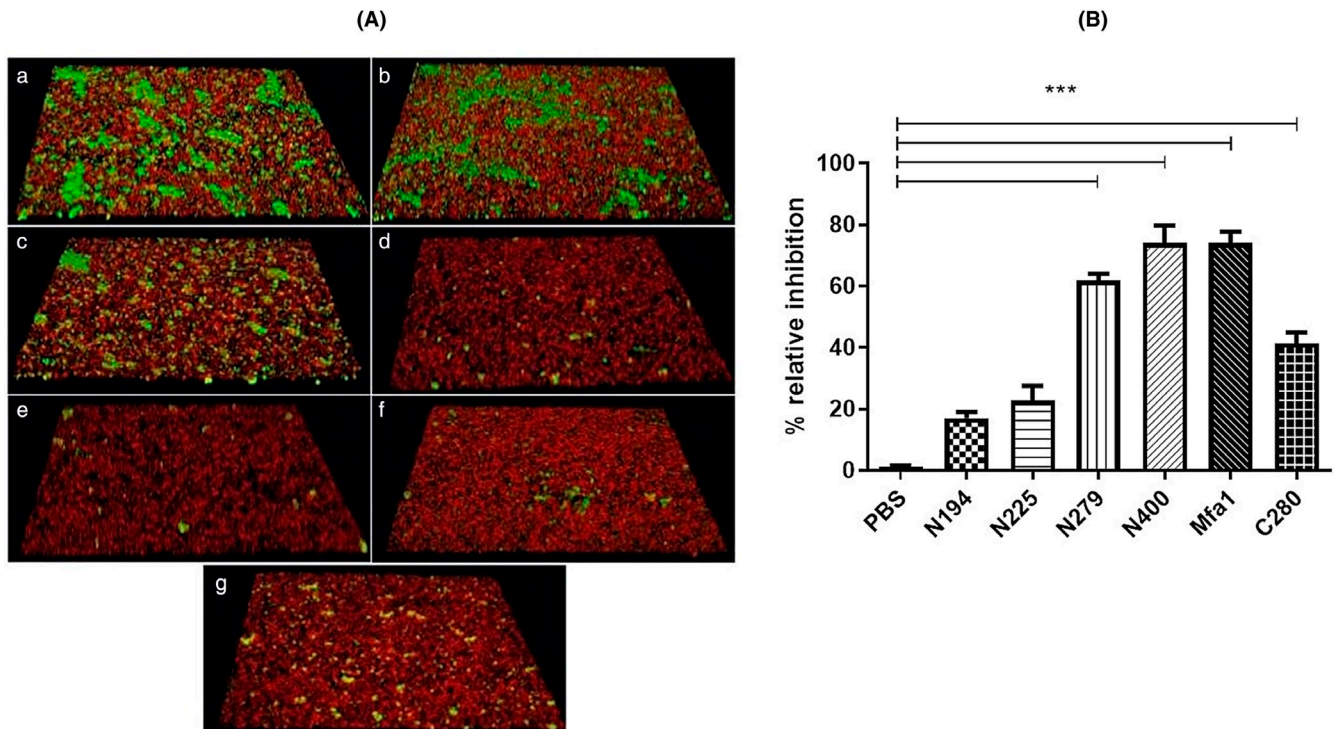 (A)
(B)
a
b
c
d
e
f
g
***
% relative inhibition
100
80
60
40
20
0
PBS
N194
N225
N279
N400
Mfa1
C280